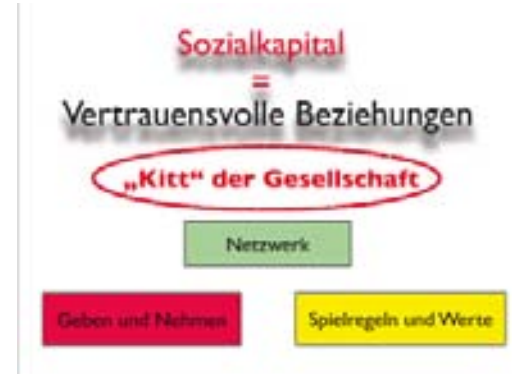 Sozialkapital
=
Vertrauensvolle Beziehungen
„Kitt“ der Gesellschaft
Netzwerk
Geben und Nehmen
Spielregeln und Werte